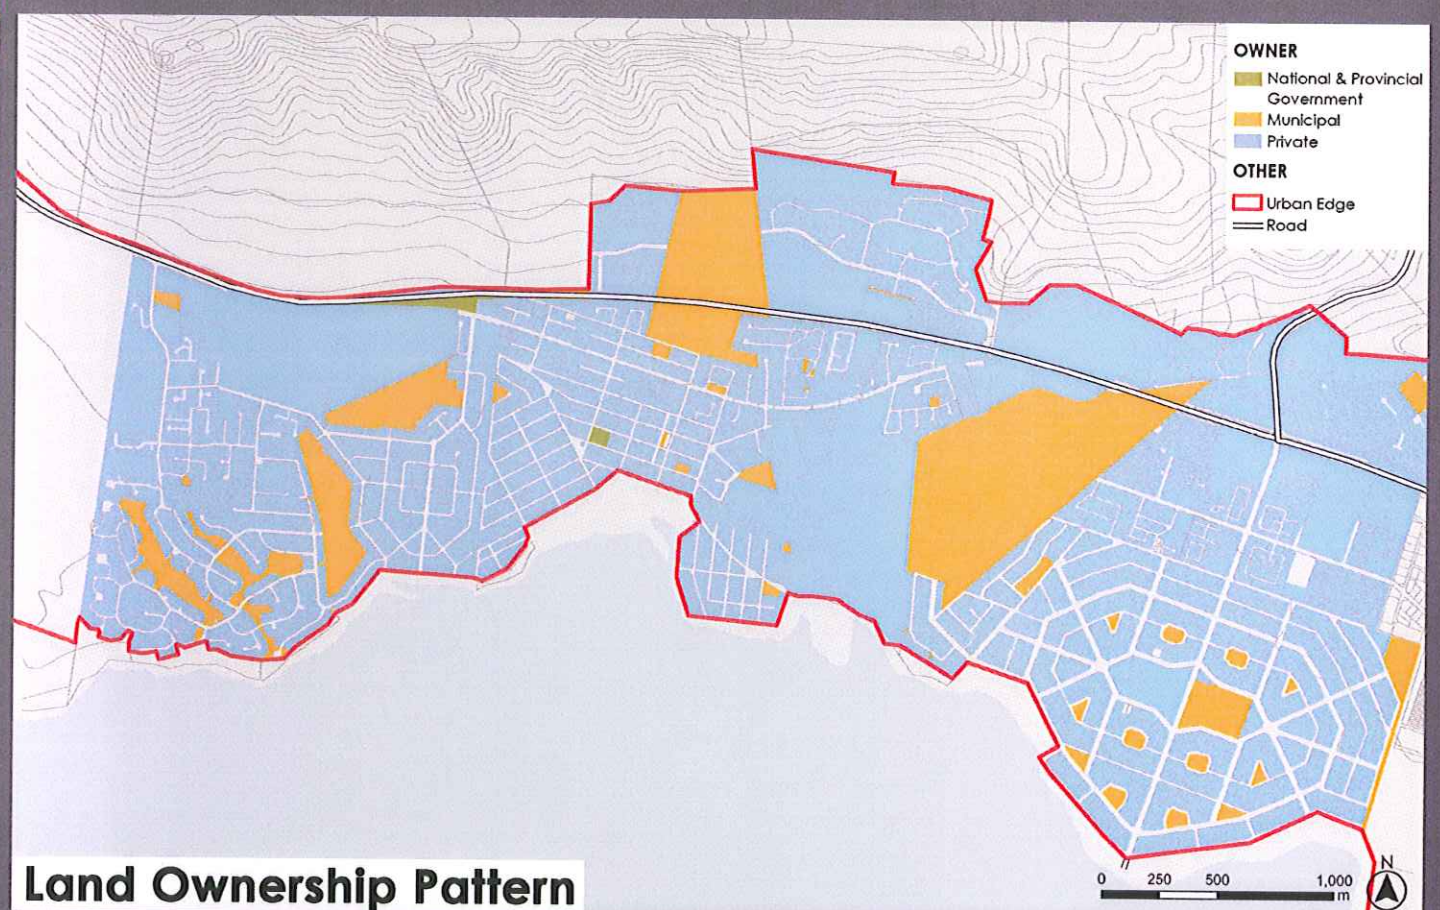 OWNER
National & Provincial
Government
Municipal
Private
OTHER
Urban Edge
Road
Land Ownership Pattern
0 250 500 1,000
m
N